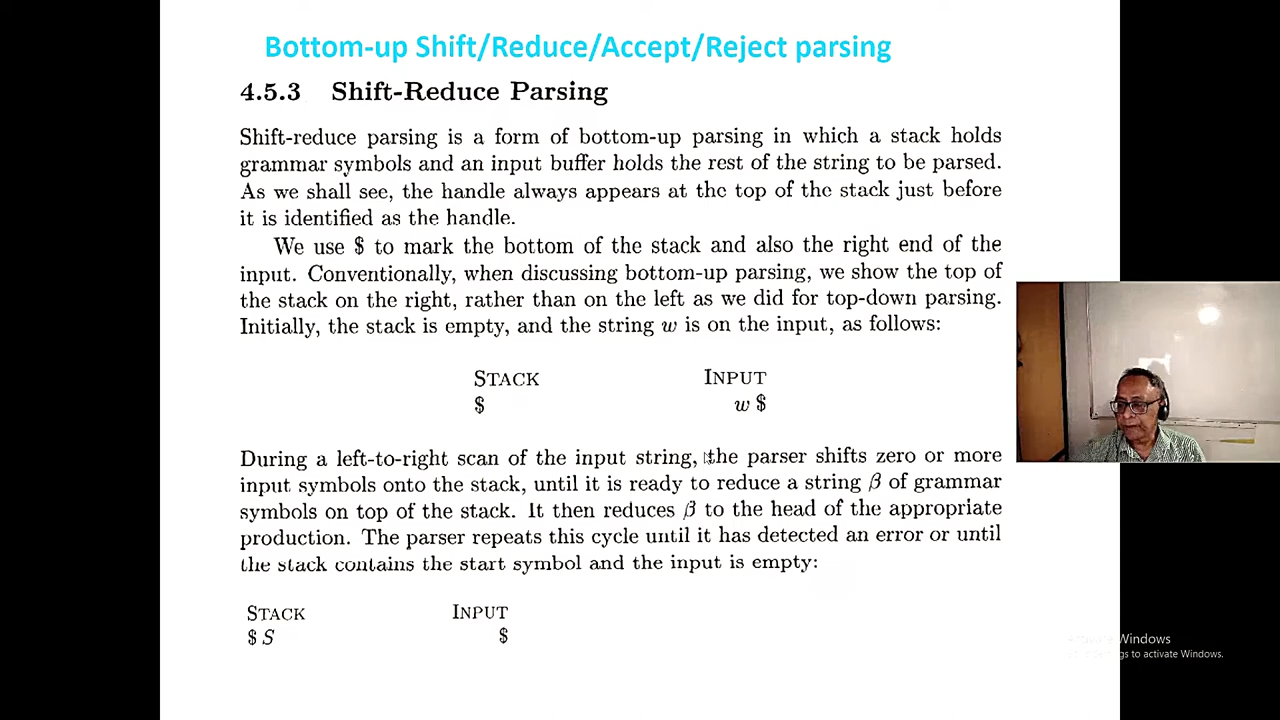 Bottom-up Shift/Reduce/Accept/Reject parsing
4.5.3 Shift-Reduce Parsing
Shift-reduce parsing is a form of bottom-up parsing in which a stack holds
grammar symbols and an input buffer holds the rest of the string to be parsed.
As we shall see, the handle always appears at the top of the stack just before
it is identified as the handle.
We use $ to mark the bottom of the stack and also the right end of the
input. Conventionally, when discussing bottom-up parsing, we show the top of
the stack on the right, rather than on the left as we did for top-down parsing.
Initially, the stack is empty, and the string w is on the input, as follows:
STACK INPUT
$ w $
During a left-to-right scan of the input string, the parser shifts zero or more
input symbols onto the stack, until it is ready to reduce a string β of grammar
symbols on top of the stack. It then reduces β to the head of the appropriate
production. The parser repeats this cycle until it has detected an error or until
the stack contains the start symbol and the input is empty:
STACK INPUT
$ S $
Activate Windows
to activate Windows.